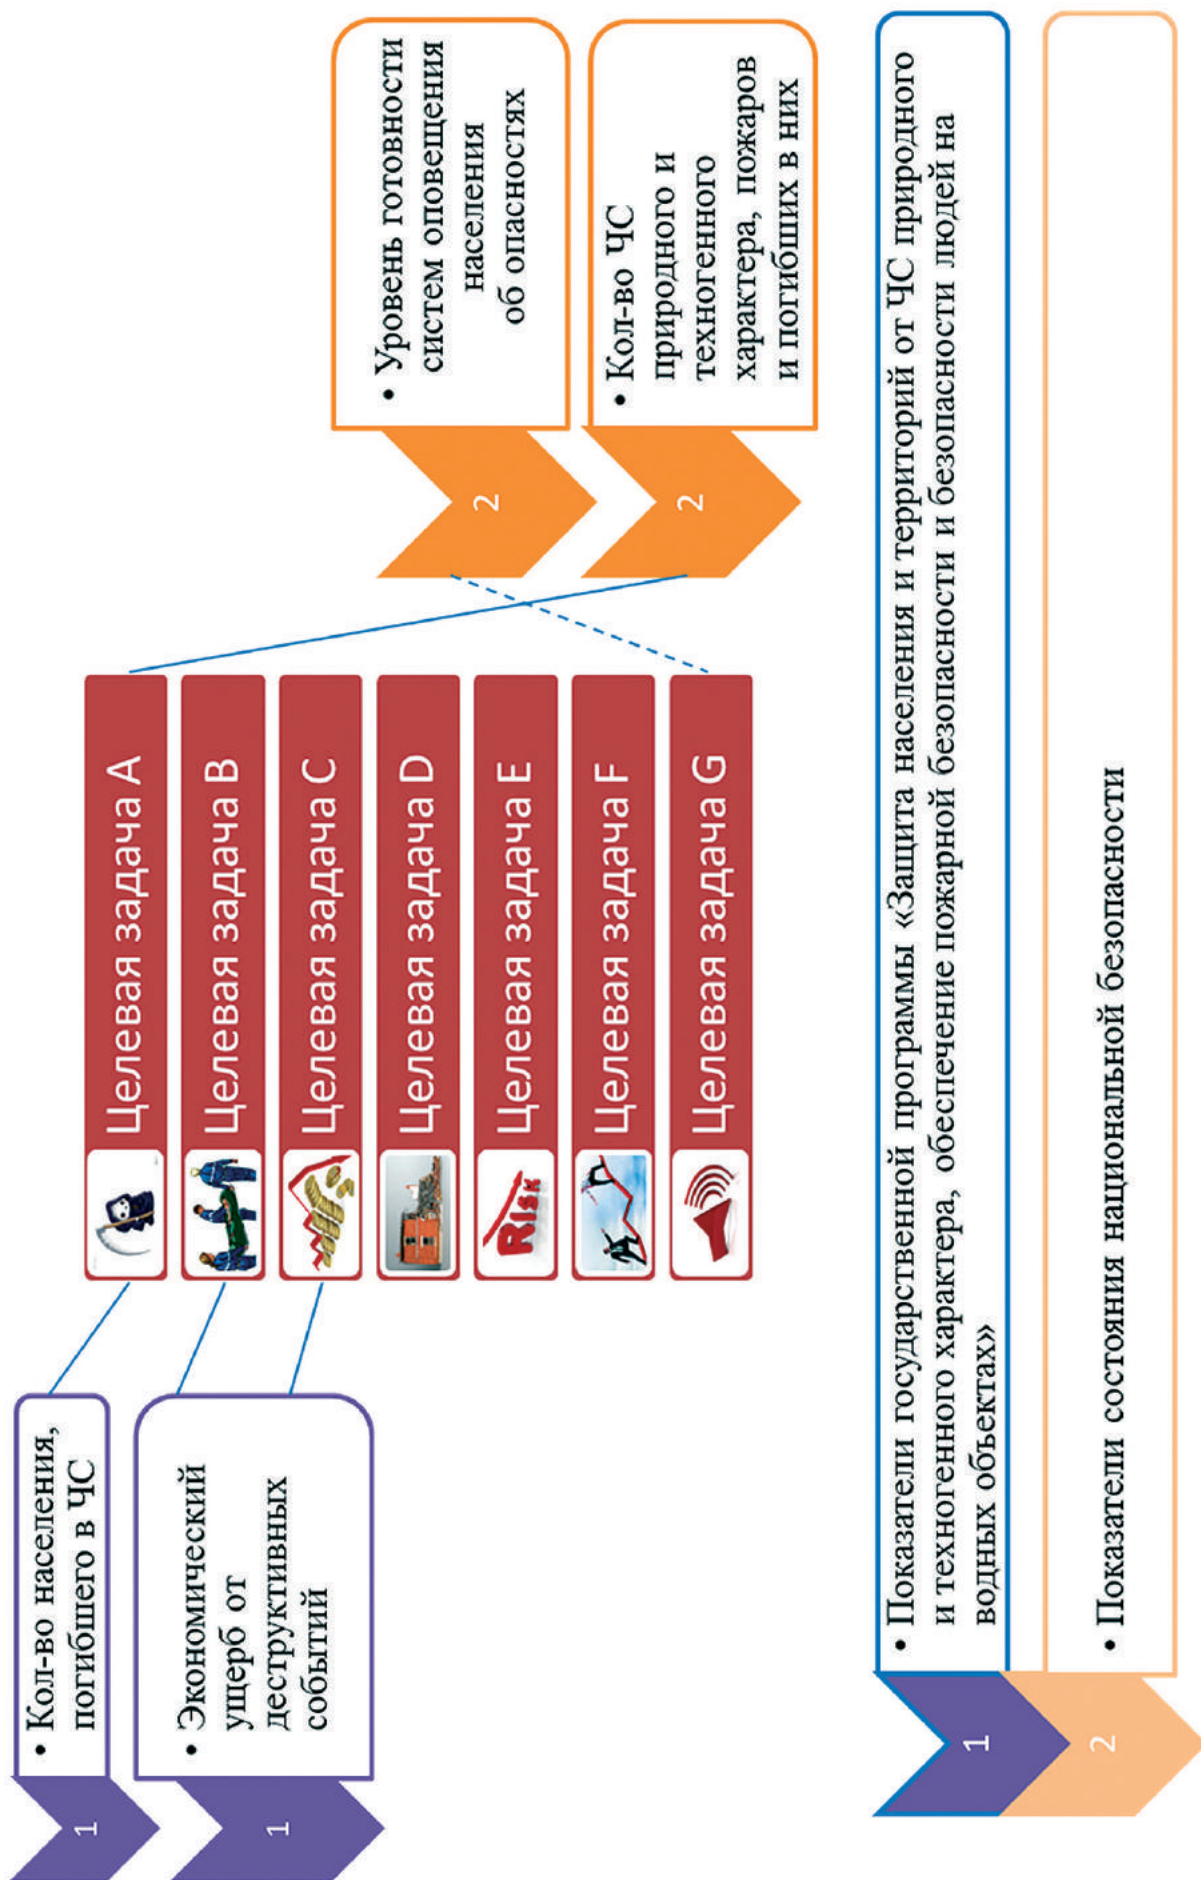 1
• Кол-во населения,
погибшего в ЧС
1
• Экономический
ущерб от
деструктивных
событий
Целевая задача A
Целевая задача B
Целевая задача C
Целевая задача D
RISK
Целевая задача E
Целевая задача F
Целевая задача G
2
• Уровень готовности
систем оповещения
населения
об опасностях
2
• Кол-во ЧС
природного и
техногенного
характера, пожаров
и погибших в них
1
• Показатели государственной программы «Защита населения и территорий от ЧС природного
и техногенного характера, обеспечение пожарной безопасности и безопасности людей на
водных объектах»
2
• Показатели состояния национальной безопасности